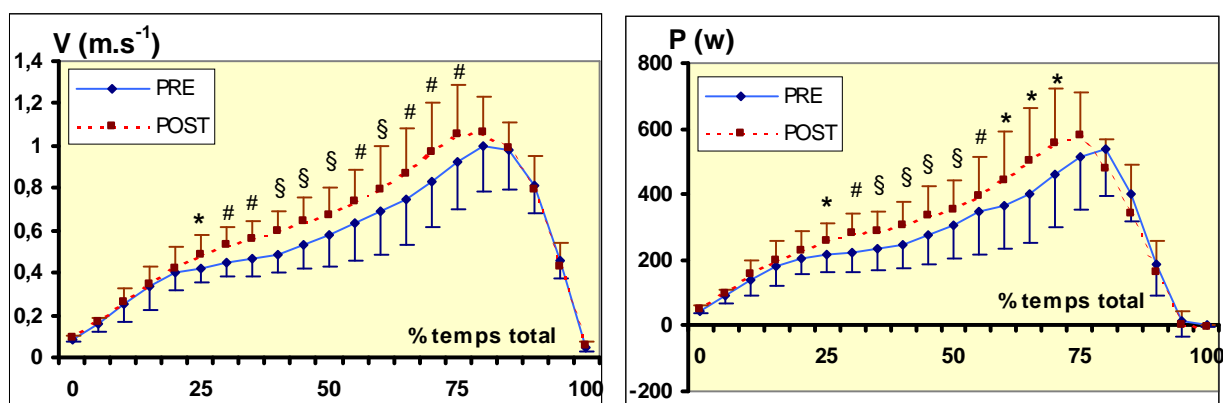 V (m.s-1)
1,4
1,2
1
0,8
0,6
0,4
0,2
0
PRE
POST
* # # § § § # § # # #
% temps total
0 25 50 75 100
P (w)
800
600
400
200
0
-200
PRE
POST
* # § § § § # * * *
% temps total
0 25 50 75 100